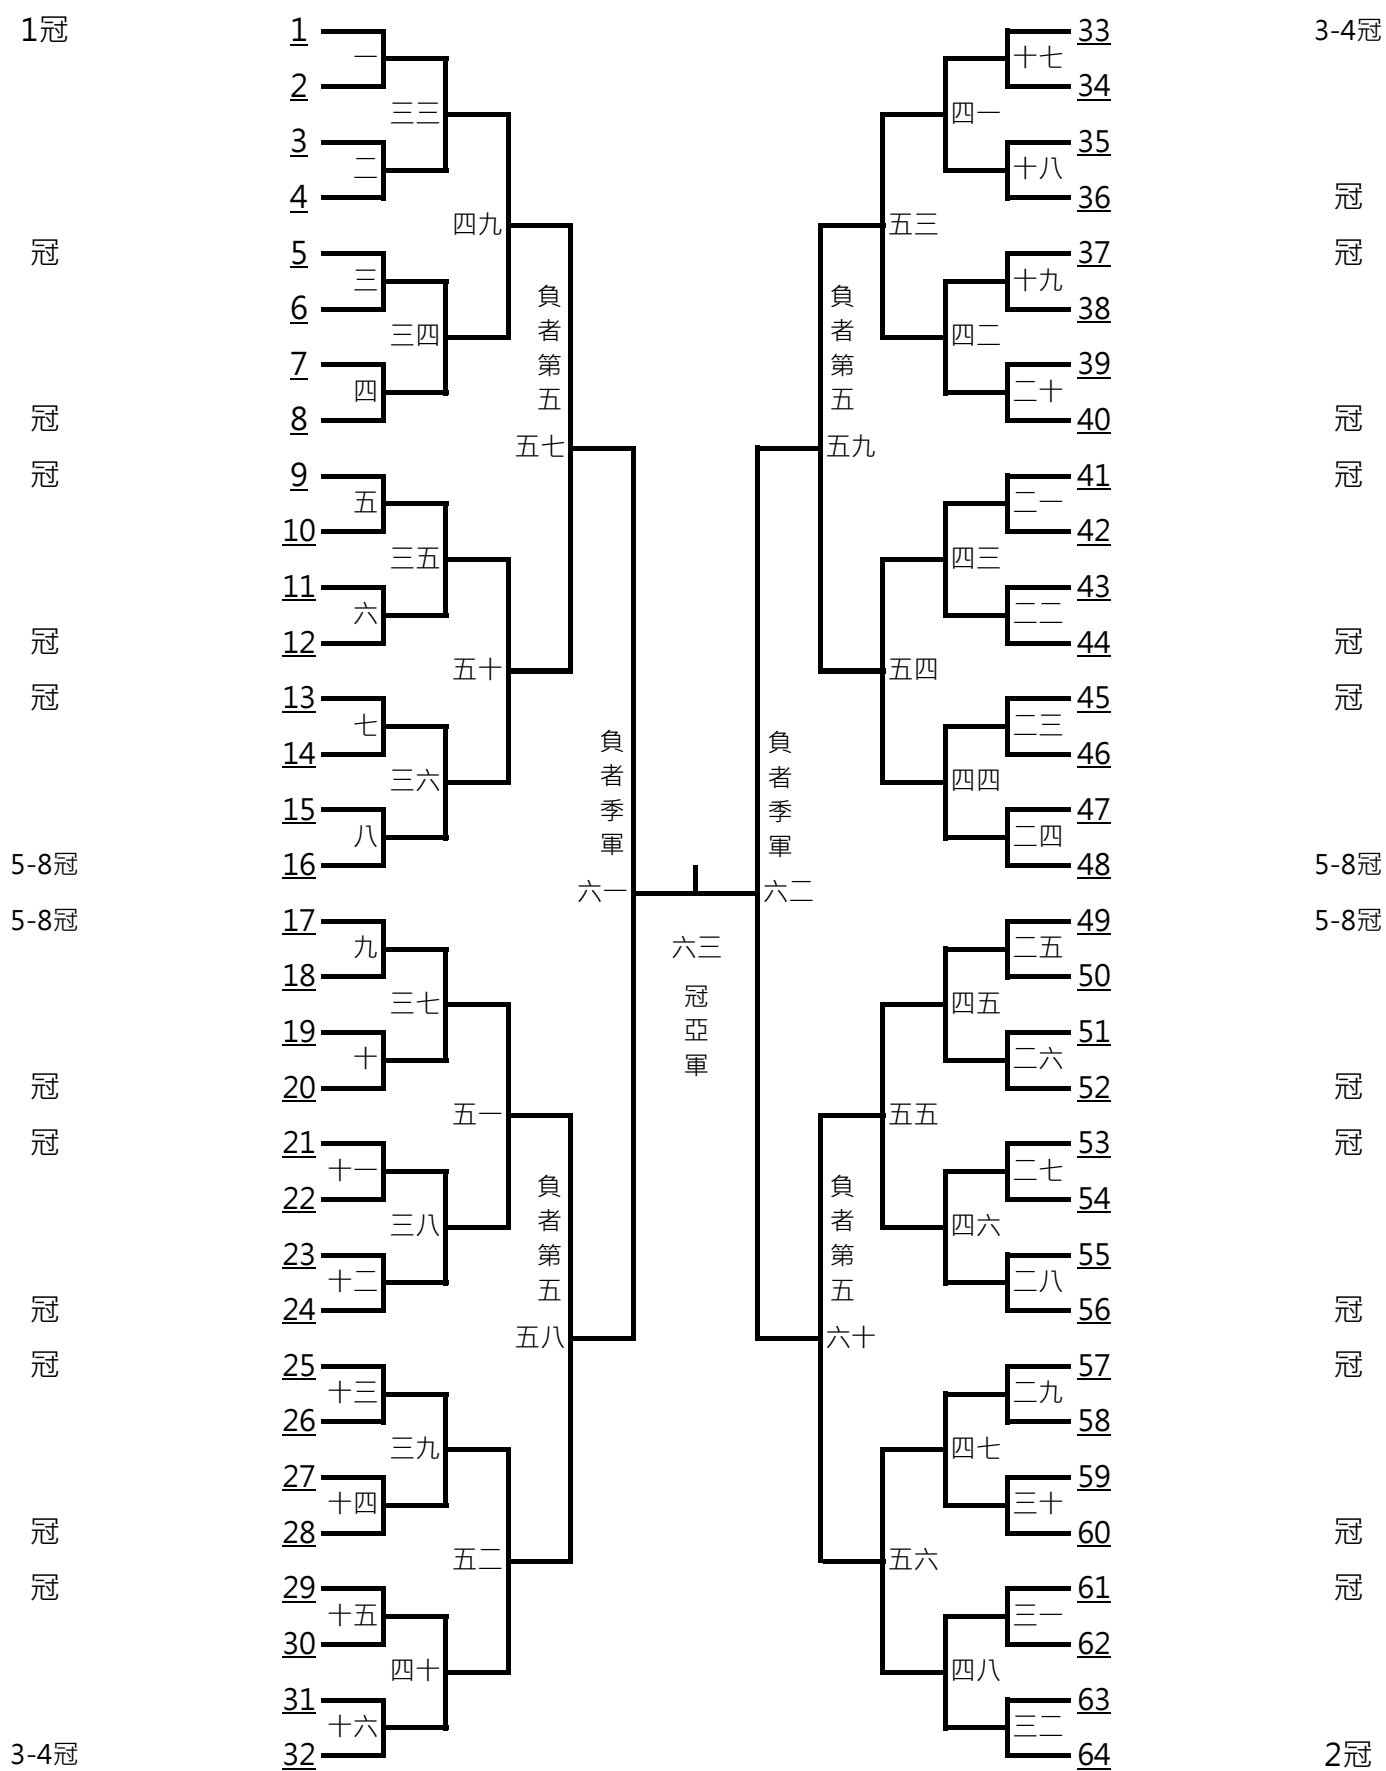 1冠 1 33 3-4冠
一 十七
2 34
三三 四一
3 35
二 十八
4 36 冠
四九 五三
冠 5 37 冠
三 十九
6 38
負者第五 負者第五
三四 四二
7 39
四 二十
冠 8 40 冠
五七 五九
冠 9 41 冠
五 二一
10 42
三五 四三
11 43
六 二二
冠 12 44 冠
五十 五四
冠 13 45 冠
七 二三
14 46
負者季軍 負者季軍
三六 四四
15 47
八 二四
5-8冠 16 48 5-8冠
六一 六二
5-8冠 17 49 5-8冠
九 六三 二五
18 50
冠亞軍
三七 四五
19 51
十 二六
冠 20 52 冠
五一 五五
冠 21 53 冠
十一 二七
22 54
負者第五 負者第五
三八 四六
23 55
十二 二八
冠 24 56 冠
五八 六十
冠 25 57 冠
十三 二九
26 58
三九 四七
27 59
十四 三十
冠 28 60 冠
五二 五六
冠 29 61 冠
十五 三一
30 62
四十 四八
31 63
十六 三二
3-4冠 32 64 2冠